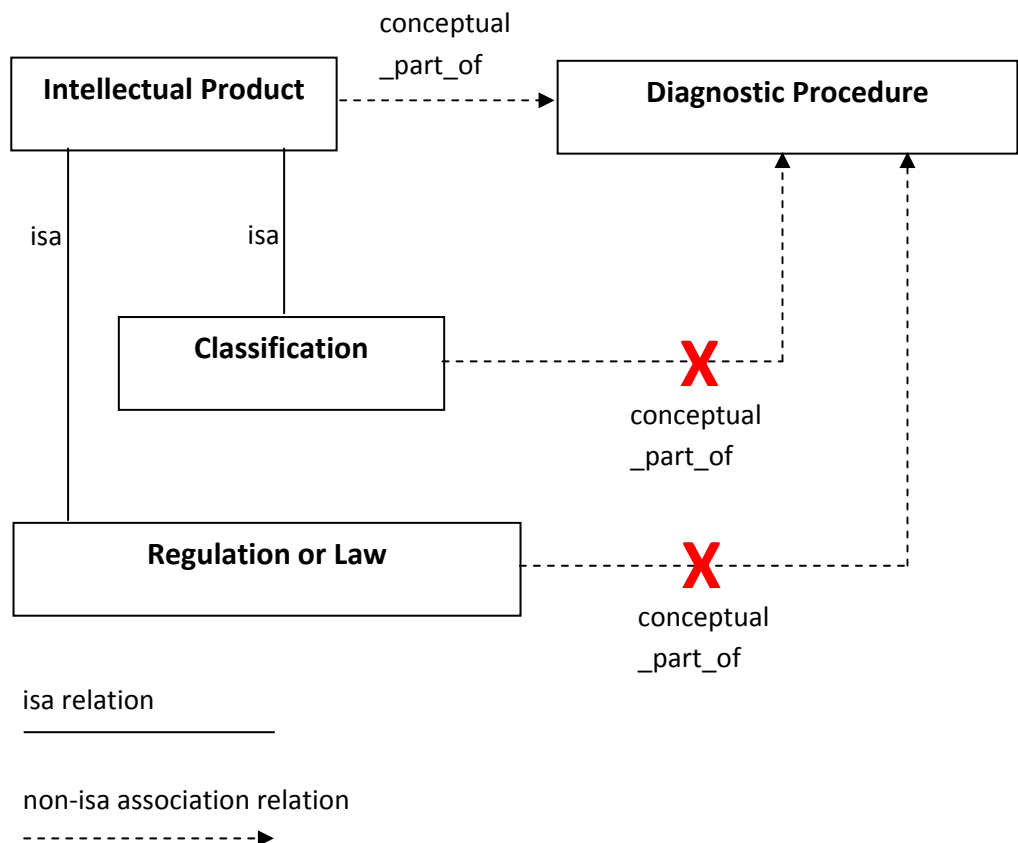 conceptual
_part_of
Intellectual Product
Diagnostic Procedure
isa
isa
Classification
X
conceptual
_part_of
Regulation or Law
X
conceptual
_part_of
isa relation
non-isa association relation